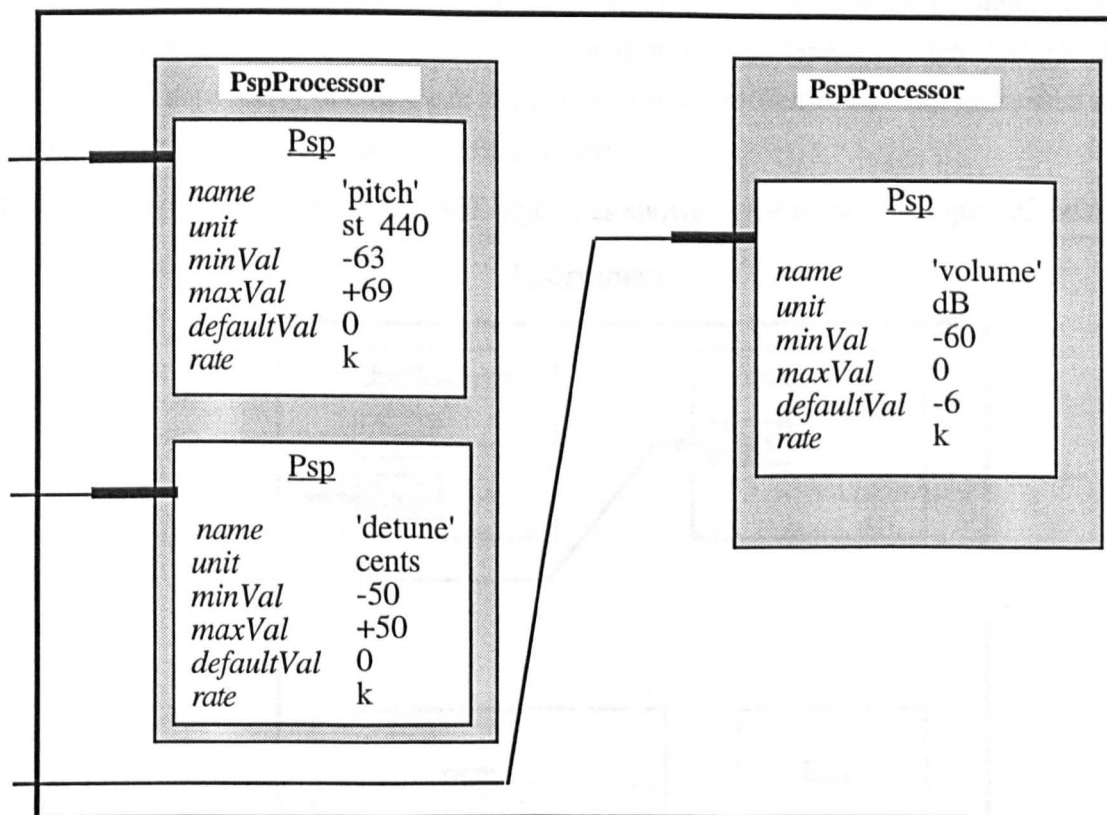 PspProcessor
Psp
name 'pitch'
unit st 440
minVal -63
maxVal +69
defaultVal 0
rate k
Psp
name 'detune'
unit cents
minVal -50
maxVal +50
defaultVal 0
rate k
PspProcessor
Psp
name 'volume'
unit dB
minVal -60
maxVal 0
defaultVal -6
rate k